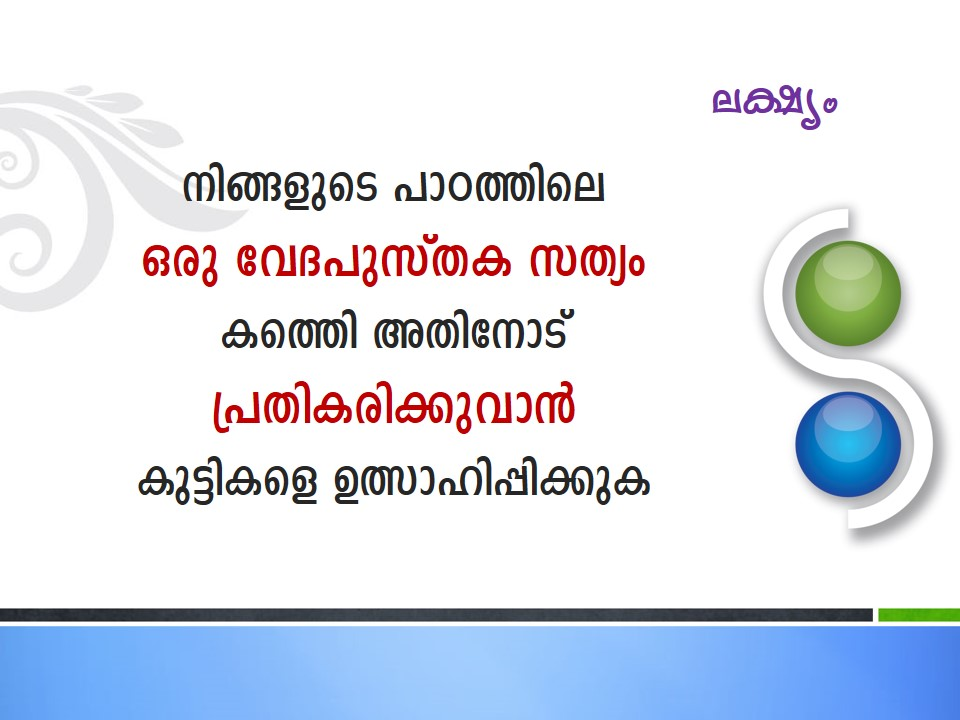 ലക്ഷ്യം
നിങ്ങളുടെ പാഠത്തിലെ
ഒരു വേദപുസ്തക സത്യം
കത്തെി അതിനോട്
പ്രതികരിക്കുവാൻ
കുട്ടികളെ ഉത്സാഹിപ്പിക്കുക